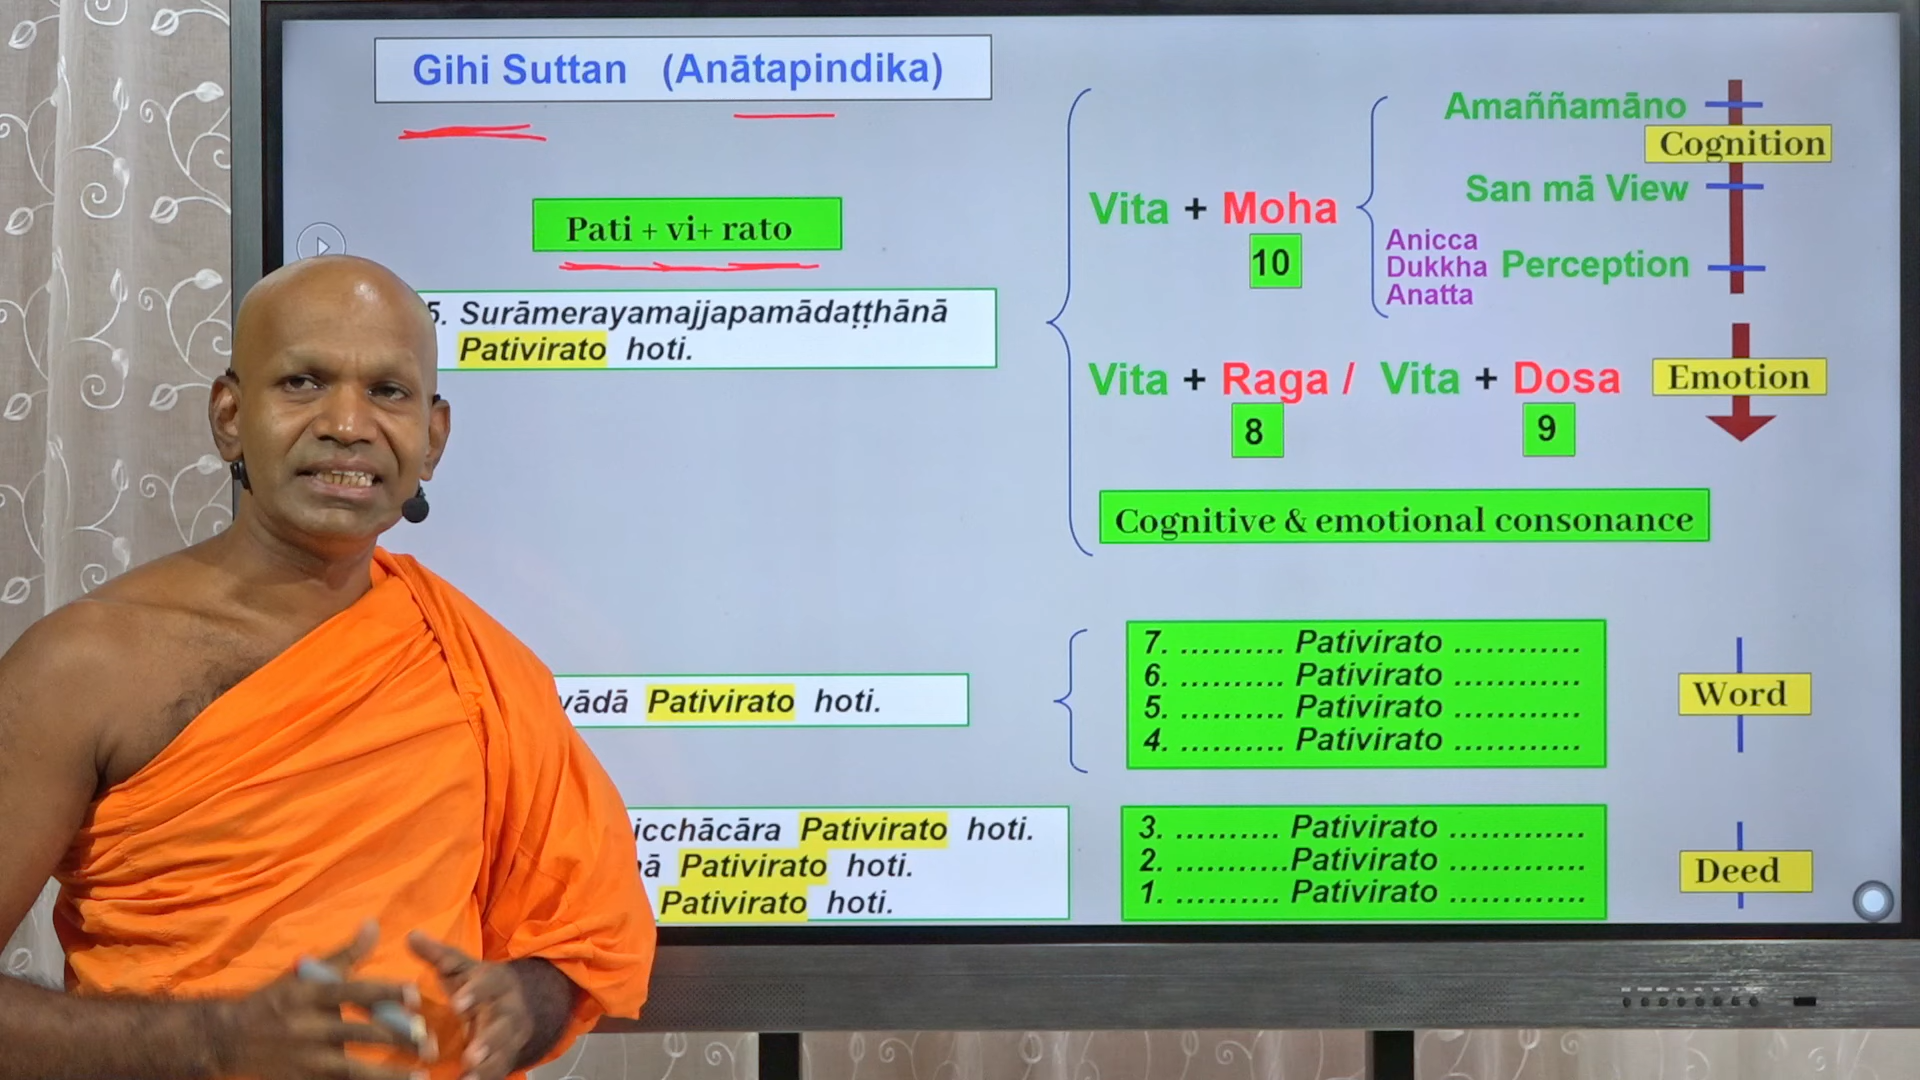 Gihi Suttan (Anātapindika)
Pati + vi+ rato
5. Surāmerayamajjapamādaṭṭhānā
Pativirato hoti.
Pativirato hoti.
Pativirato hoti.
Pativirato hoti.
Pativirato hoti.
Amaññamāno
Cognition
San mā View
Vita + Moha
10
Anicca
Dukkha
Anatta
Perception
Vita + Raga / Vita + Dosa
8
9
Emotion
Cognitive & emotional consonance
7. .......... Pativirato ............
6. .......... Pativirato ............
5. .......... Pativirato ............
4. .......... Pativirato ............
Word
3. .......... Pativirato ............
2. ..........Pativirato ............
1. .......... Pativirato ............
Deed